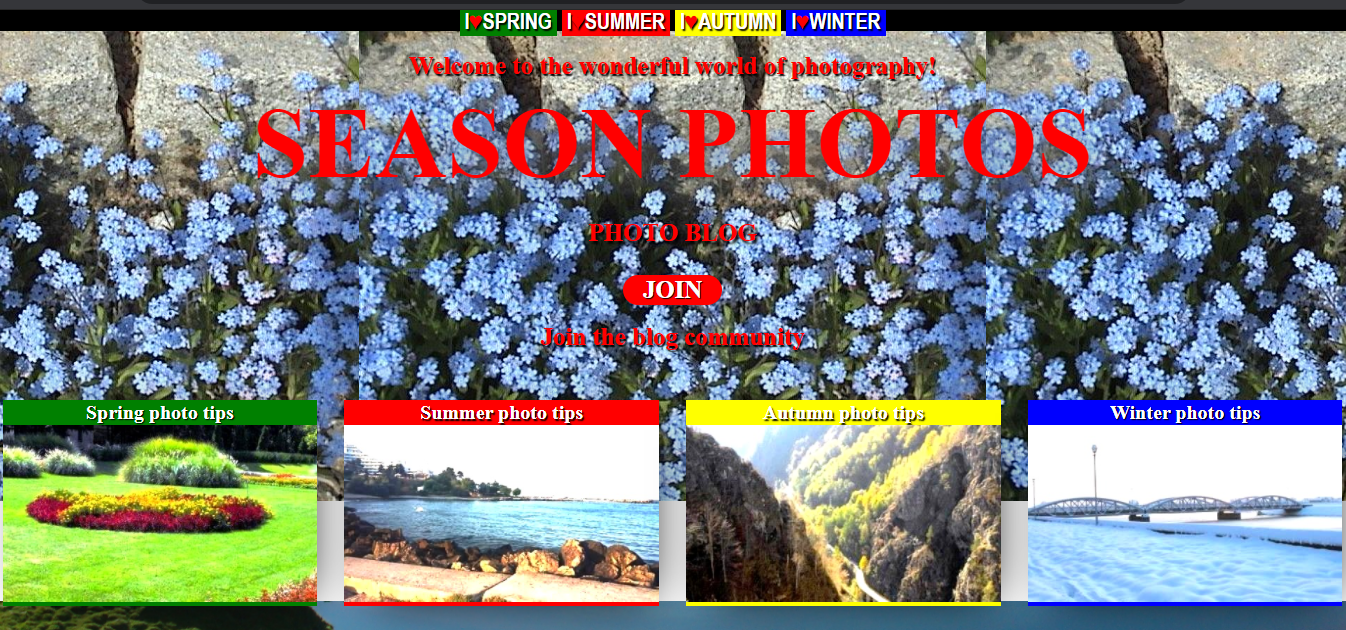 I♥SPRING I♥SUMMER I♥AUTUMN I♥WINTER
Welcome to the wonderful world of photography!
SEASON PHOTOS
PHOTO BLOG
JOIN
Join the blog community
Spring photo tips Summer photo tips Autumn photo tips Winter photo tips